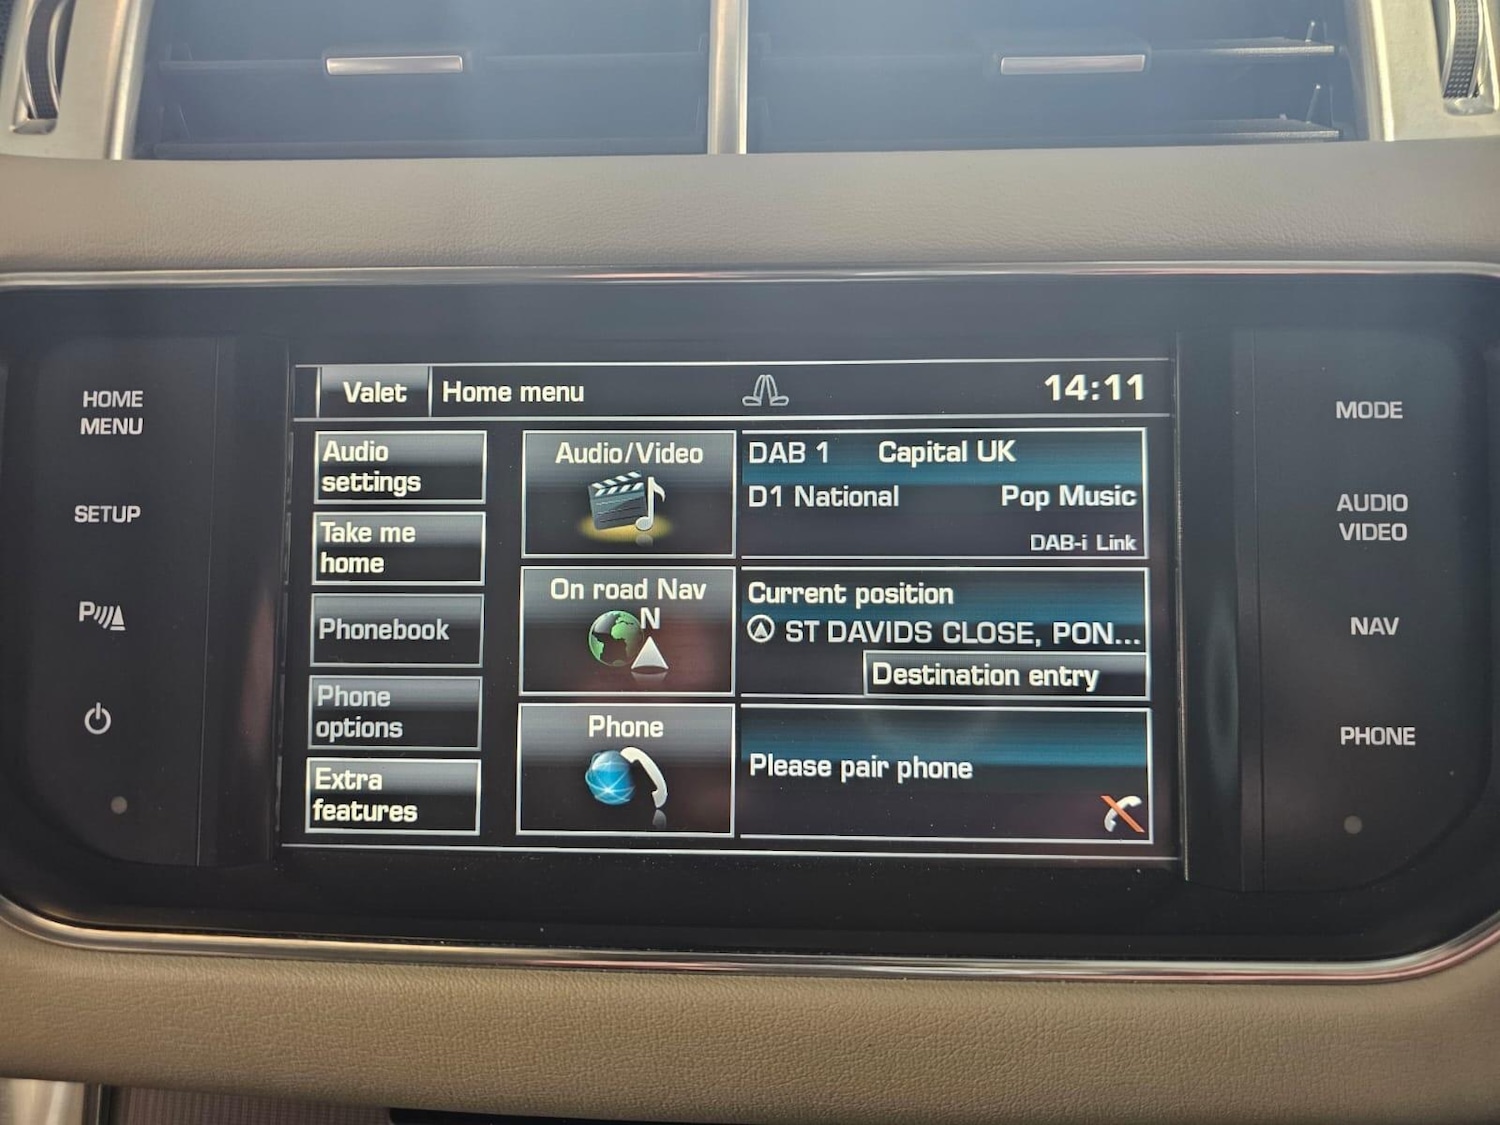 HOME
MENU
SETUP
P
Valet
Home menu
14:11
Audio
settings
Take me
home
Phonebook
Phone
options
Extra
features
Audio/Video
DAB 1 Capital UK
D1 National Pop Music
DAB-i Link
On road Nav
N
Current position
ST DAVIDS CLOSE, PON...
Destination entry
Phone
Please pair phone
MODE
AUDIO
VIDEO
NAV
PHONE